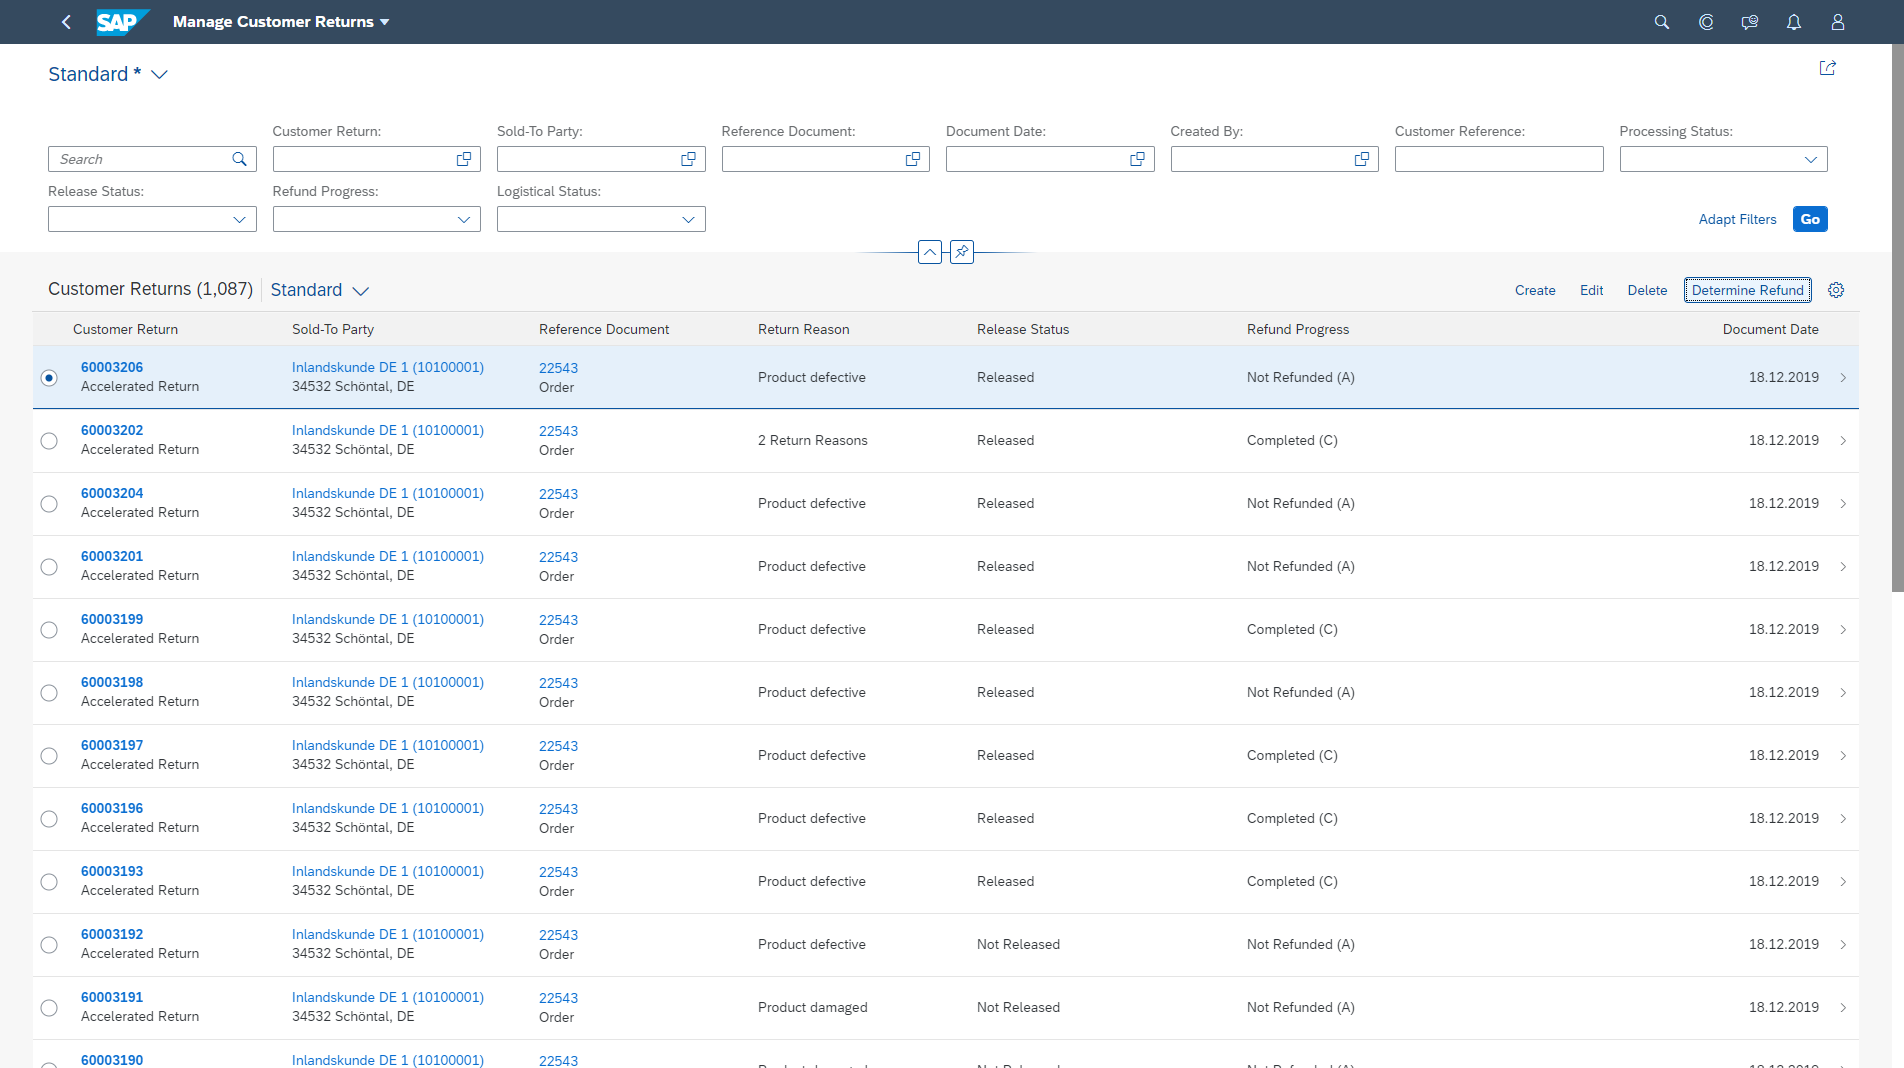 SAP Manage Customer Returns
Standard *
Customer Return: Sold-To Party: Reference Document: Document Date: Created By: Customer Reference: Processing Status:
Search
Release Status: Refund Progress: Logistical Status:
Adapt Filters Go
Customer Returns (1,087) Standard Create Edit Delete Determine Refund
Customer Return Sold-To Party Reference Document Return Reason Release Status Refund Progress Document Date
60003206 Inlandskunde DE 1 (10100001) 22543
Product defective Released Not Refunded (A) 18.12.2019
Accelerated Return 34532 Schöntal, DE Order
60003202 Inlandskunde DE 1 (10100001) 22543
2 Return Reasons Released Completed (C) 18.12.2019
Accelerated Return 34532 Schöntal, DE Order
60003204 Inlandskunde DE 1 (10100001) 22543
Product defective Released Not Refunded (A) 18.12.2019
Accelerated Return 34532 Schöntal, DE Order
60003201 Inlandskunde DE 1 (10100001) 22543
Product defective Released Not Refunded (A) 18.12.2019
Accelerated Return 34532 Schöntal, DE Order
60003199 Inlandskunde DE 1 (10100001) 22543
Product defective Released Completed (C) 18.12.2019
Accelerated Return 34532 Schöntal, DE Order
60003198 Inlandskunde DE 1 (10100001) 22543
Product defective Released Not Refunded (A) 18.12.2019
Accelerated Return 34532 Schöntal, DE Order
60003197 Inlandskunde DE 1 (10100001) 22543
Product defective Released Completed (C) 18.12.2019
Accelerated Return 34532 Schöntal, DE Order
60003196 Inlandskunde DE 1 (10100001) 22543
Product defective Released Completed (C) 18.12.2019
Accelerated Return 34532 Schöntal, DE Order
60003193 Inlandskunde DE 1 (10100001) 22543
Product defective Released Completed (C) 18.12.2019
Accelerated Return 34532 Schöntal, DE Order
60003192 Inlandskunde DE 1 (10100001) 22543
Product defective Not Released Not Refunded (A) 18.12.2019
Accelerated Return 34532 Schöntal, DE Order
60003191 Inlandskunde DE 1 (10100001) 22543
Product damaged Not Released Not Refunded (A) 18.12.2019
Accelerated Return 34532 Schöntal, DE Order
60003190 Inlandskunde DE 1 (10100001) 22543